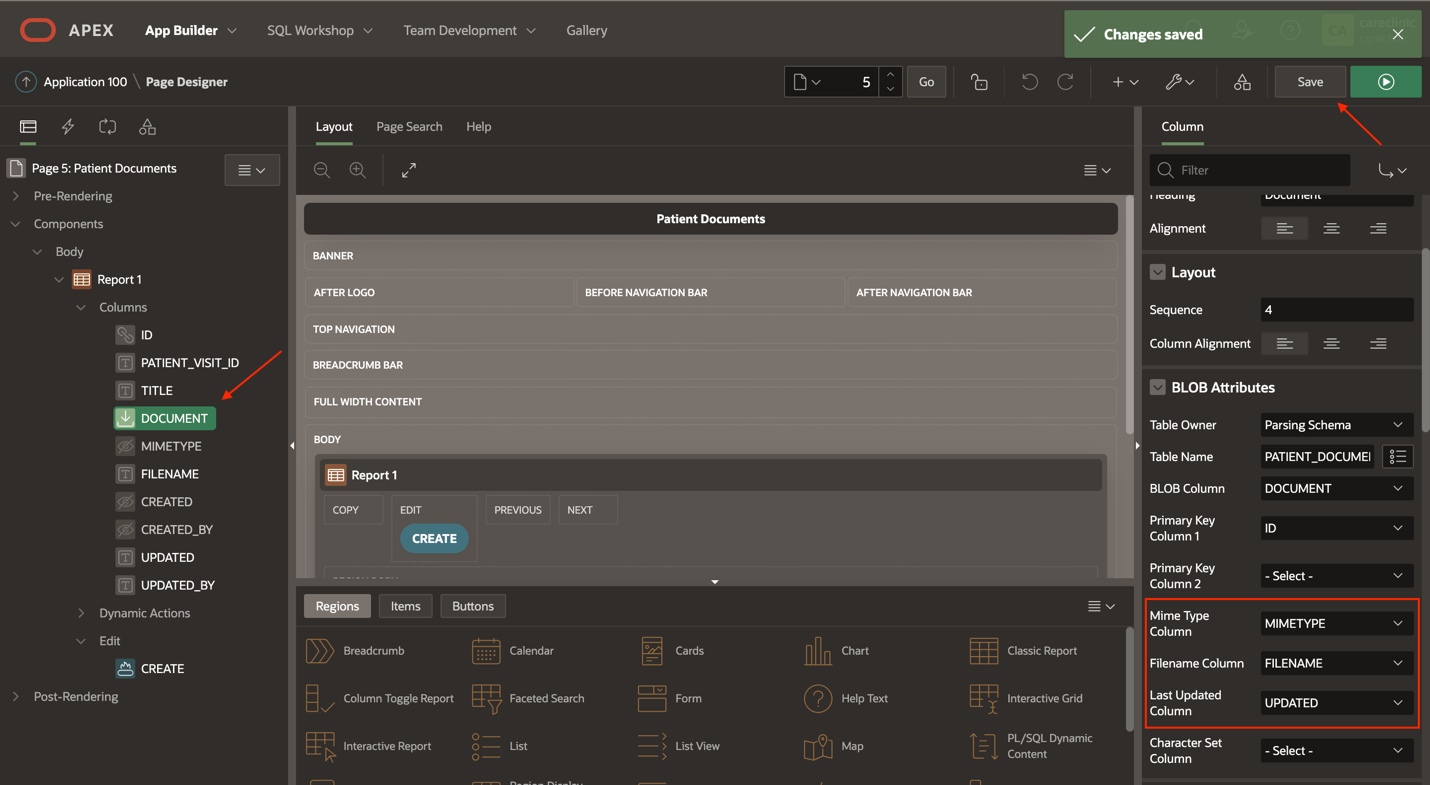 APEX
App Builder
SQL Workshop
Team Development
Gallery
Changes saved
CA
Application 100 \ Page Designer
5
Go
Save
Page 5: Patient Documents
Pre-Rendering
Components
Body
Report 1
Columns
ID
PATIENT_VISIT_ID
TITLE
DOCUMENT
MIMETYPE
FILENAME
CREATED
CREATED_BY
UPDATED
UPDATED_BY
Dynamic Actions
Edit
CREATE
Post-Rendering
Layout
Page Search
Help
Patient Documents
BANNER
AFTER LOGO
BEFORE NAVIGATION BAR
AFTER NAVIGATION BAR
TOP NAVIGATION
BREADCRUMB BAR
FULL WIDTH CONTENT
BODY
Report 1
COPY
EDIT
CREATE
PREVIOUS
NEXT
Regions
Items
Buttons
Breadcrumb
Calendar
Cards
Chart
Classic Report
Column Toggle Report
Faceted Search
Form
Help Text
Interactive Grid
Interactive Report
List
List View
Map
PL/SQL Dynamic
Content
Region Display
Column
Filter
Heading Document
Alignment
Layout
Sequence 4
Column Alignment
BLOB Attributes
Table Owner Parsing Schema
Table Name PATIENT_DOCUME
BLOB Column DOCUMENT
Primary Key
Column 1 ID
Primary Key
Column 2 - Select -
Mime Type
Column MIMETYPE
Filename Column FILENAME
Last Updated
Column UPDATED
Character Set
Column - Select -